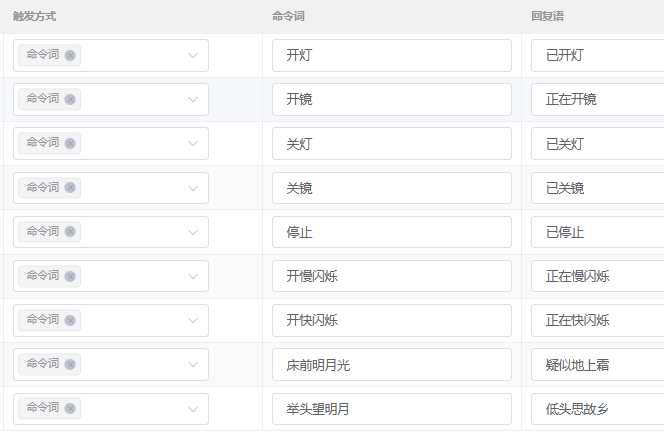 触发方式 命令词 回复语
命令词 开灯 已开灯
命令词 开镜 正在开镜
命令词 关灯 已关灯
命令词 关镜 已关镜
命令词 停止 已停止
命令词 开慢闪烁 正在慢闪烁
命令词 开快闪烁 正在快闪烁
命令词 床前明月光 疑似地上霜
命令词 举头望明月 低头思故乡